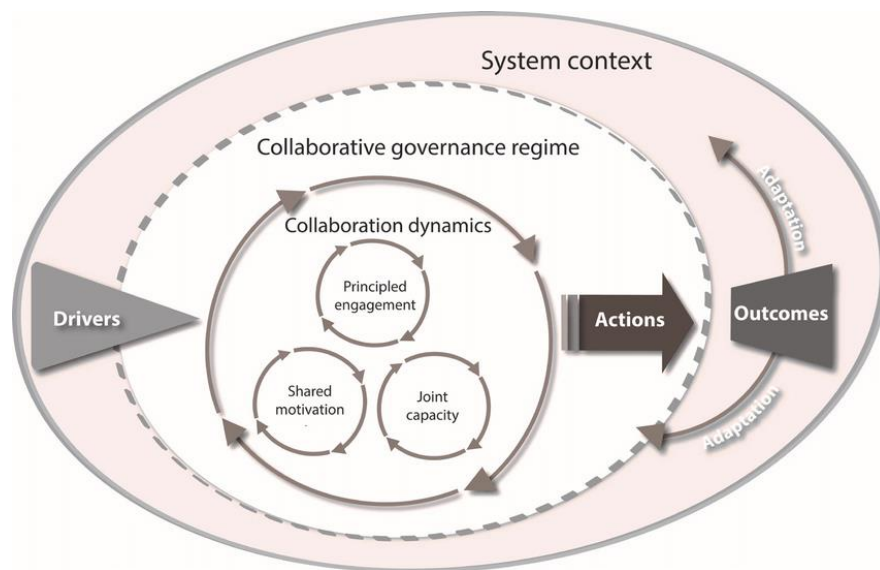 System context
Collaborative governance regime
Collaboration dynamics
Principled
engagement
Shared
motivation
Joint
capacity
Drivers
Actions
Outcomes
Adaptation
Adaptation